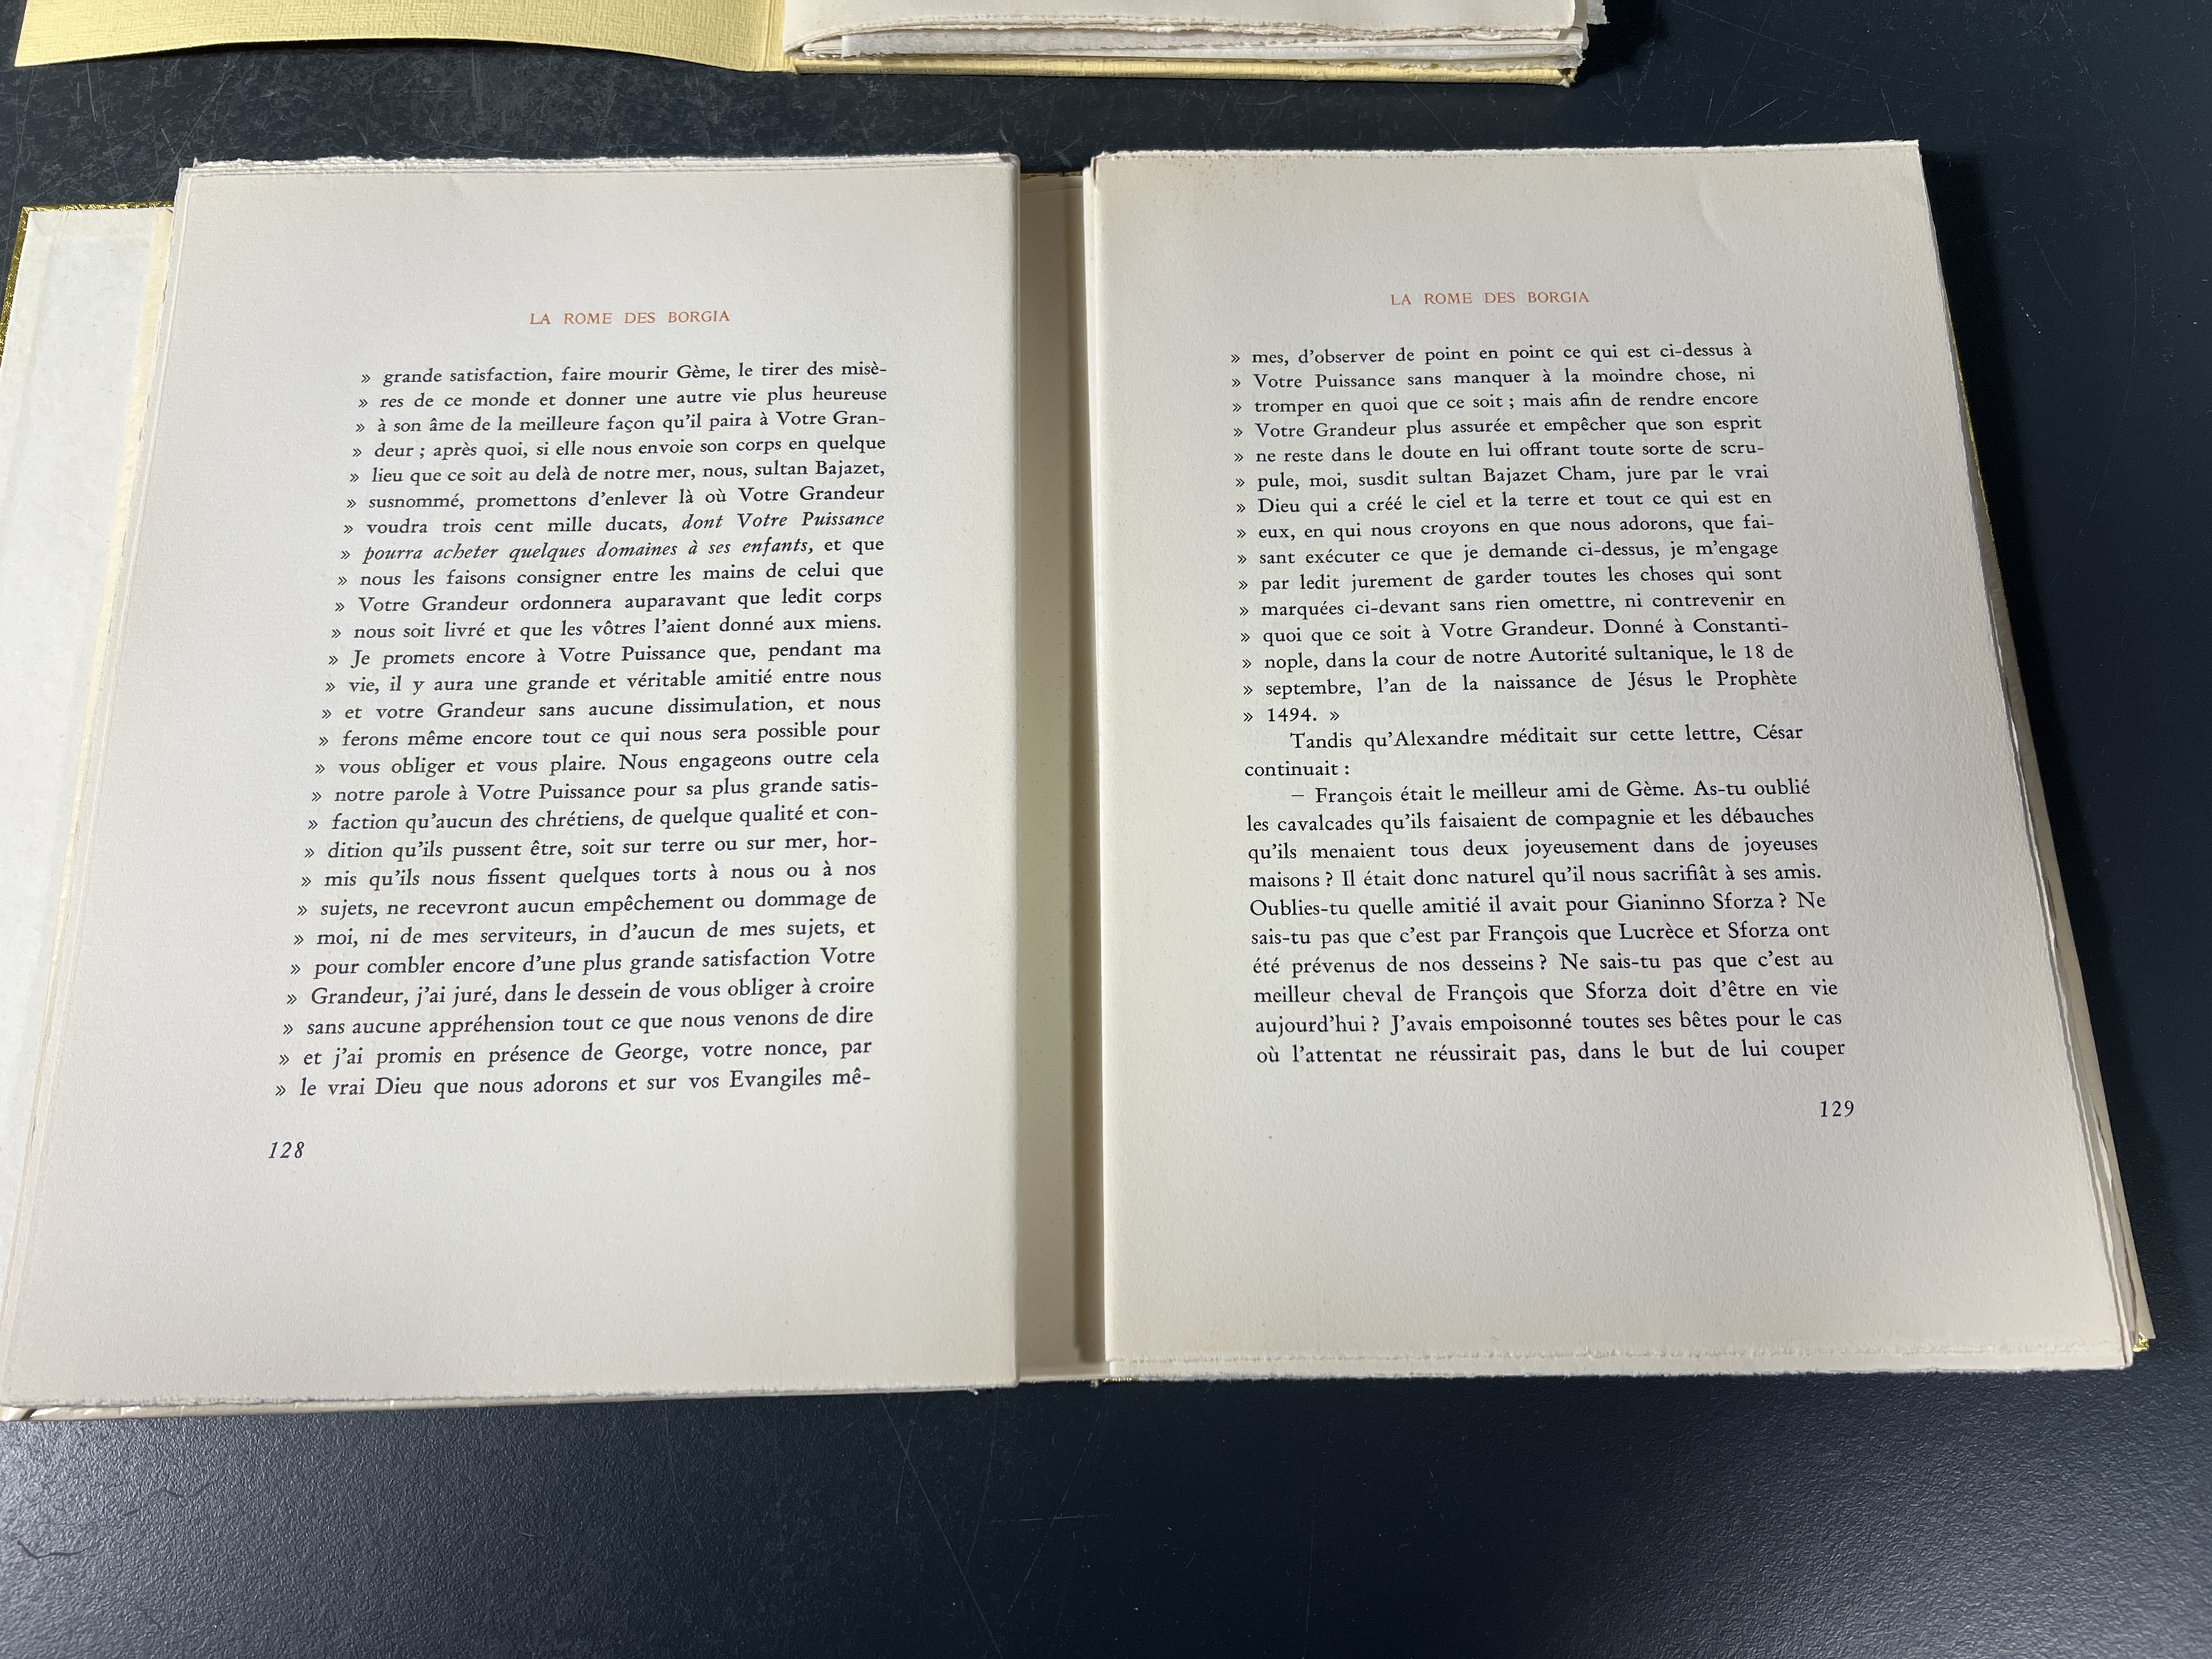 LA ROME DES BORGIA
» grande satisfaction, faire mourir Gème, le tirer des misè-
» res de ce monde et donner une autre vie plus heureuse
» à son âme de la meilleure façon qu'il paira à Votre Gran-
» deur ; après quoi, si elle nous envoie son corps en quelque
» lieu que ce soit au delà de notre mer, nous, sultan Bajazet,
» susnommé, promettons d'enlever là où Votre Grandeur
» voudra trois cent mille ducats, dont Votre Puissance
» pourra acheter quelques domaines à ses enfants, et que
» nous les faisons consigner entre les mains de celui que
» Votre Grandeur ordonnera auparavant que ledit corps
» nous soit livré et que les vôtres l'aient donné aux miens.
» Je promets encore à Votre Puissance que, pendant ma
» vie, il y aura une grande et véritable amitié entre nous
» et votre Grandeur sans aucune dissimulation, et nous
» ferons même encore tout ce qui nous sera possible pour
» vous obliger et vous plaire. Nous engageons outre cela
» notre parole à Votre Puissance pour sa plus grande satis-
» faction qu'aucun des chrétiens, de quelque qualité et con-
» dition qu'ils pussent être, soit sur terre ou sur mer, hor-
» mis qu'ils nous fissent quelques torts à nous ou à nos
» sujets, ne recevront aucun empêchement ou dommage de
» moi, ni de mes serviteurs, in d'aucun de mes sujets, et
» pour combler encore d'une plus grande satisfaction Votre
» Grandeur, j'ai juré, dans le dessein de vous obliger à croire
» sans aucune appréhension tout ce que nous venons de dire
» et j'ai promis en présence de George, votre nonce, par
» le vrai Dieu que nous adorons et sur vos Evangiles mê-
128
LA ROME DES BORGIA
» mes, d'observer de point en point ce qui est ci-dessus à
» Votre Puissance sans manquer à la moindre chose, ni
» tromper en quoi que ce soit ; mais afin de rendre encore
» Votre Grandeur plus assurée et empêcher que son esprit
» ne reste dans le doute en lui offrant toute sorte de scru-
» pule, moi, susdit sultan Bajazet Cham, jure par le vrai
» Dieu qui a créé le ciel et la terre et tout ce qui est en
» eux, en qui nous croyons en que nous adorons, que fai-
» sant exécuter ce que je demande ci-dessus, je m'engage
» par ledit jurement de garder toutes les choses qui sont
» marquées ci-devant sans rien omettre, ni contrevenir en
» quoi que ce soit à Votre Grandeur. Donné à Constanti-
» nople, dans la cour de notre Autorité sultanique, le 18 de
» septembre, l'an de la naissance de Jésus le Prophète
» 1494. »
Tandis qu'Alexandre méditait sur cette lettre, César
continuait :
— François était le meilleur ami de Gème. As-tu oublié
les cavalcades qu'ils faisaient de compagnie et les débauches
qu'ils menaient tous deux joyeusement dans de joyeuses
maisons ? Il était donc naturel qu'il nous sacrifiât à ses amis.
Oublies-tu quelle amitié il avait pour Gianinno Sforza ? Ne
sais-tu pas que c'est par François que Lucrèce et Sforza ont
été prévenus de nos desseins ? Ne sais-tu pas que c'est au
meilleur cheval de François que Sforza doit d'être en vie
aujourd'hui ? J'avais empoisonné toutes ses bêtes pour le cas
où l'attentat ne réussirait pas, dans le but de lui couper
129